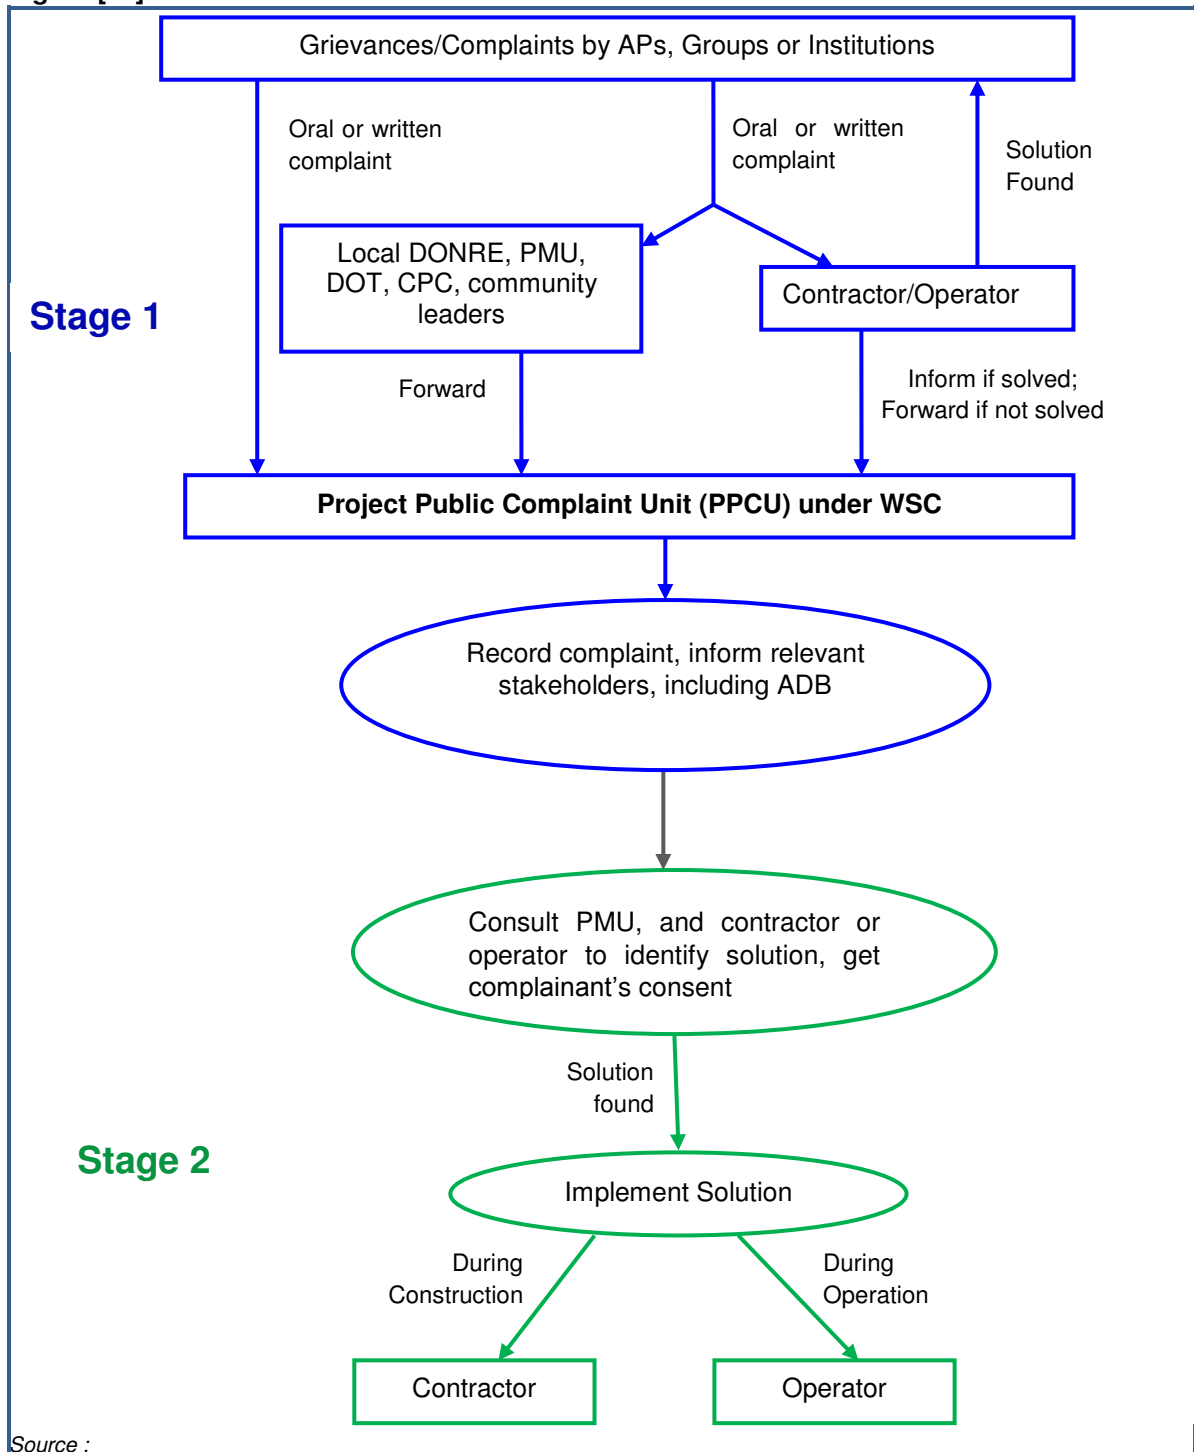 Grievances/Complaints by APs, Groups or Institutions
Oral or written
complaint
Oral or written
complaint
Solution
Found
Local DONRE, PMU,
DOT, CPC, community
leaders
Contractor/Operator
Stage 1
Forward
Inform if solved;
Forward if not solved
Project Public Complaint Unit (PPCU) under WSC
Record complaint, inform relevant
stakeholders, including ADB
Consult PMU, and contractor or
operator to identify solution, get
complainant's consent
Solution
found
Stage 2
Implement Solution
During
Construction
During
Operation
Contractor
Operator
Source :